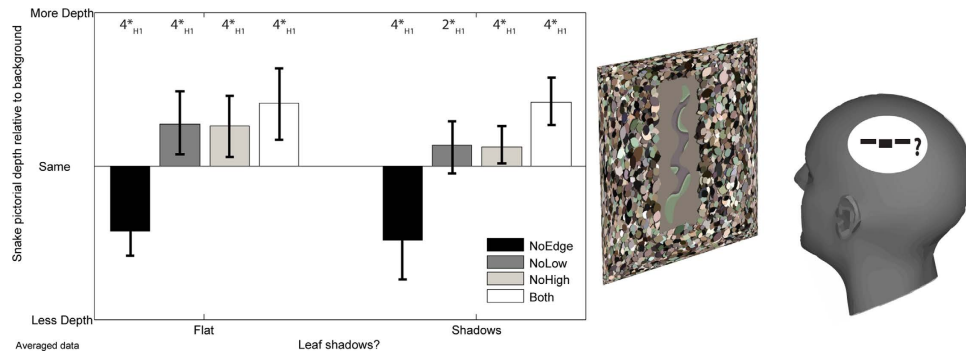 More Depth
4*H1 4*H1 4*H1 4*H1 4*H1 2*H1 4*H1 4*
Snake pictorial depth relative to background
Same
NoEdge
NoLow
NoHigh
Both
Less Depth
Flat Shadows
Averaged data
Leaf shadows?
?